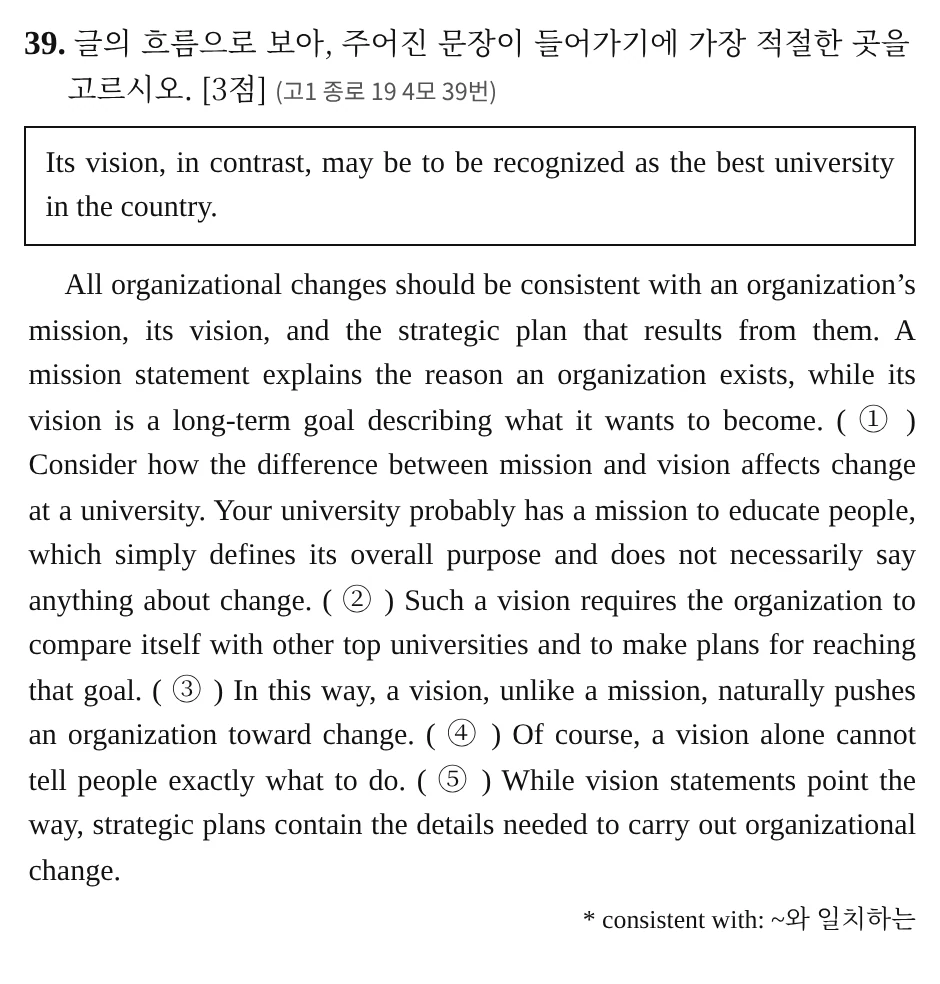 39. 글의 흐름으로 보아, 주어진 문장이 들어가기에 가장 적절한 곳을
고르시오. [3점] (고1 종로 19 4모 39번)
Its vision, in contrast, may be to be recognized as the best university
in the country.
All organizational changes should be consistent with an organization’s
mission, its vision, and the strategic plan that results from them. A
mission statement explains the reason an organization exists, while its
vision is a long-term goal describing what it wants to become. ( ① )
Consider how the difference between mission and vision affects change
at a university. Your university probably has a mission to educate people,
which simply defines its overall purpose and does not necessarily say
anything about change. ( ② ) Such a vision requires the organization to
compare itself with other top universities and to make plans for reaching
that goal. ( ③ ) In this way, a vision, unlike a mission, naturally pushes
an organization toward change. ( ④ ) Of course, a vision alone cannot
tell people exactly what to do. ( ⑤ ) While vision statements point the
way, strategic plans contain the details needed to carry out organizational
change.
* consistent with: ~와 일치하는